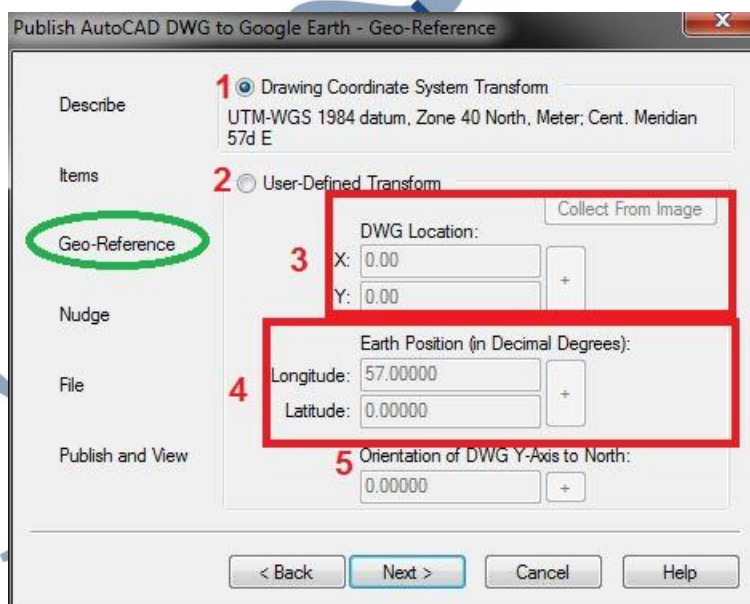 Publish AutoCAD DWG to Google Earth - Geo-Reference
X
Describe
Items
Geo-Reference
Nudge
File
Publish and View
1 Drawing Coordinate System Transform
UTM-WGS 1984 datum, Zone 40 North, Meter; Cent. Meridian
57d E
2 User-Defined Transform
Collect From Image
3
DWG Location:
X: 0.00
Y: 0.00
+
4
Earth Position (in Decimal Degrees):
Longitude: 57.00000
Latitude: 0.00000
+
5 Orientation of DWG Y-Axis to North:
0.00000 +
< Back Next > Cancel Help